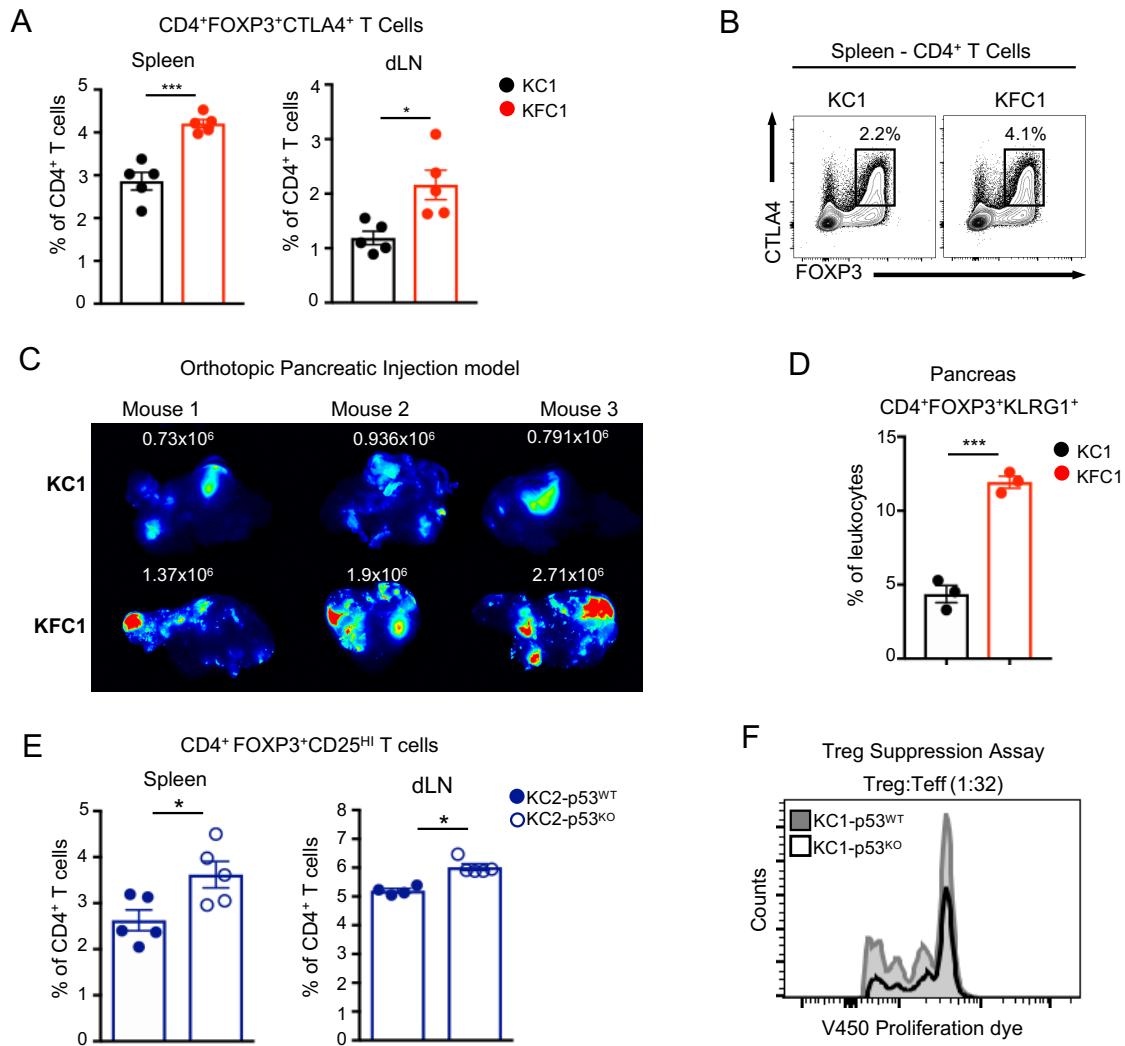 A
CD4⁺FOXP3⁺CTLA4⁺ T Cells
Spleen
dLN
% of CD4⁺ T cells
5
4
3
2
1
0
***
% of CD4⁺ T cells
4
3
2
1
0
*
KC1
KFC1
B
Spleen - CD4⁺ T Cells
KC1
KFC1
2.2%
4.1%
CTLA4
FOXP3
C
Orthotopic Pancreatic Injection model
Mouse 1
Mouse 2
Mouse 3
KC1
0.73x10⁶
0.936x10⁶
0.791x10⁶
KFC1
1.37x10⁶
1.9x10⁶
2.71x10⁶
D
Pancreas
CD4⁺FOXP3⁺KLRG1⁺
% of leukocytes
15
10
5
0
***
KC1
KFC1
E
CD4⁺ FOXP3⁺CD25ᴴᴵ T cells
Spleen
dLN
% of CD4⁺ T cells
5
4
3
2
1
0
*
% of CD4⁺ T cells
8
7
6
5
4
3
2
1
0
*
KC2-p53ᵂᵀ
KC2-p53ᴷᴼ
F
Treg Suppression Assay
Treg:Teff (1:32)
KC1-p53ᵂᵀ
KC1-p53ᴷᴼ
Counts
V450 Proliferation dye